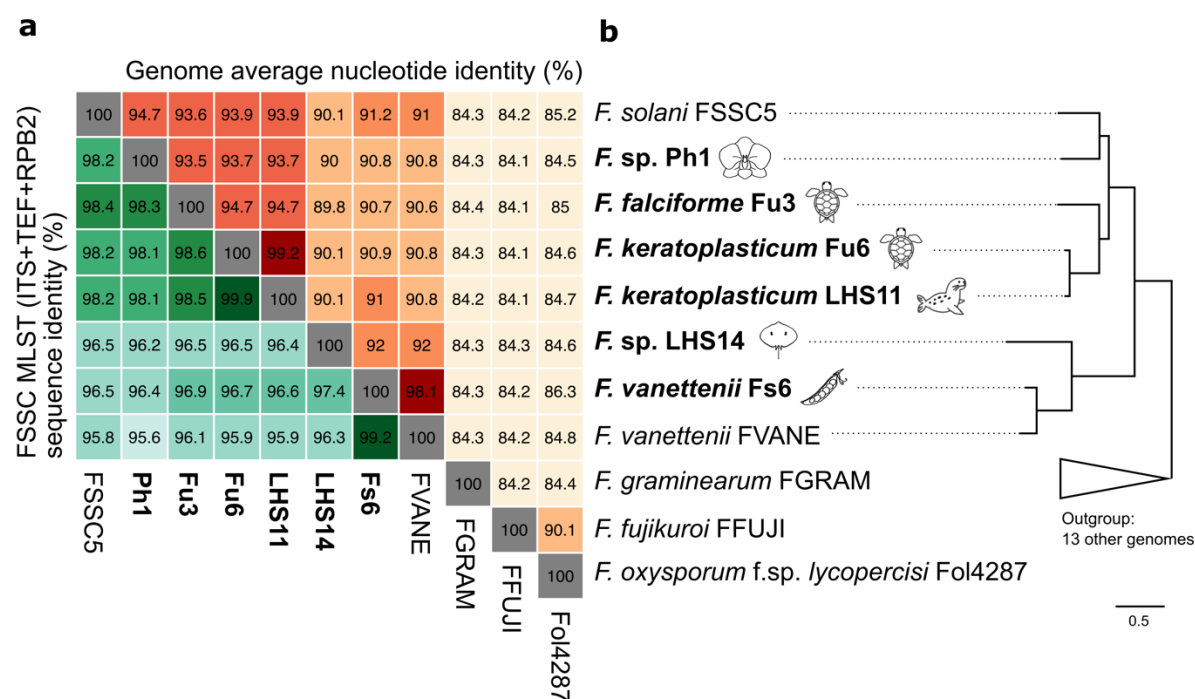 a
b
Genome average nucleotide identity (%)
FSSC MLST (ITS+TEF+RPB2)
sequence identity (%)
100 94.7 93.6 93.9 93.9 90.1 91.2 91 84.3 84.2 85.2
98.2 100 93.5 93.7 93.7 90 90.8 90.8 84.3 84.1 84.5
98.4 98.3 100 94.7 94.7 89.8 90.7 90.6 84.4 84.1 85
98.2 98.1 98.6 100 99.2 90.1 90.9 90.8 84.3 84.1 84.6
98.2 98.1 98.5 99.9 100 90.1 91 90.8 84.2 84.1 84.7
96.5 96.2 96.5 96.5 96.4 100 92 92 84.3 84.3 84.6
96.5 96.4 96.9 96.7 96.6 97.4 100 98.1 84.3 84.2 86.3
95.8 95.6 96.1 95.9 95.9 96.3 99.2 100 84.3 84.2 84.8
100 84.2 84.4
100 90.1
100
FSSC5
Ph1
Fu3
Fu6
LHS11
LHS14
Fs6
FVANE
FGRAM
FFUJI
Fol4287
F. solani FSSC5
F. sp. Ph1
F. falciforme Fu3
F. keratoplasticum Fu6
F. keratoplasticum LHS11
F. sp. LHS14
F. vanettenii Fs6
F. vanettenii FVANE
F. graminearum FGRAM
F. fujikuroi FFUJI
F. oxysporum f.sp. lycopercisi Fol4287
Outgroup:
13 other genomes
0.5